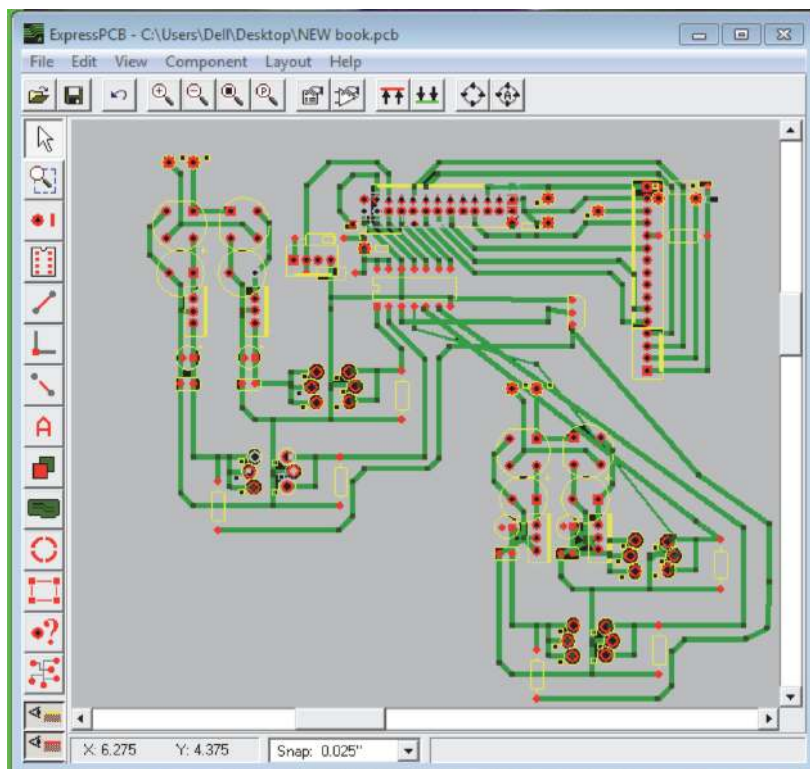 ExpressPCB - C:\Users\Dell\Desktop\NEW book.pcb
File Edit View Component Layout Help
X: 6.275 Y: 4.375 Snap: 0.025"